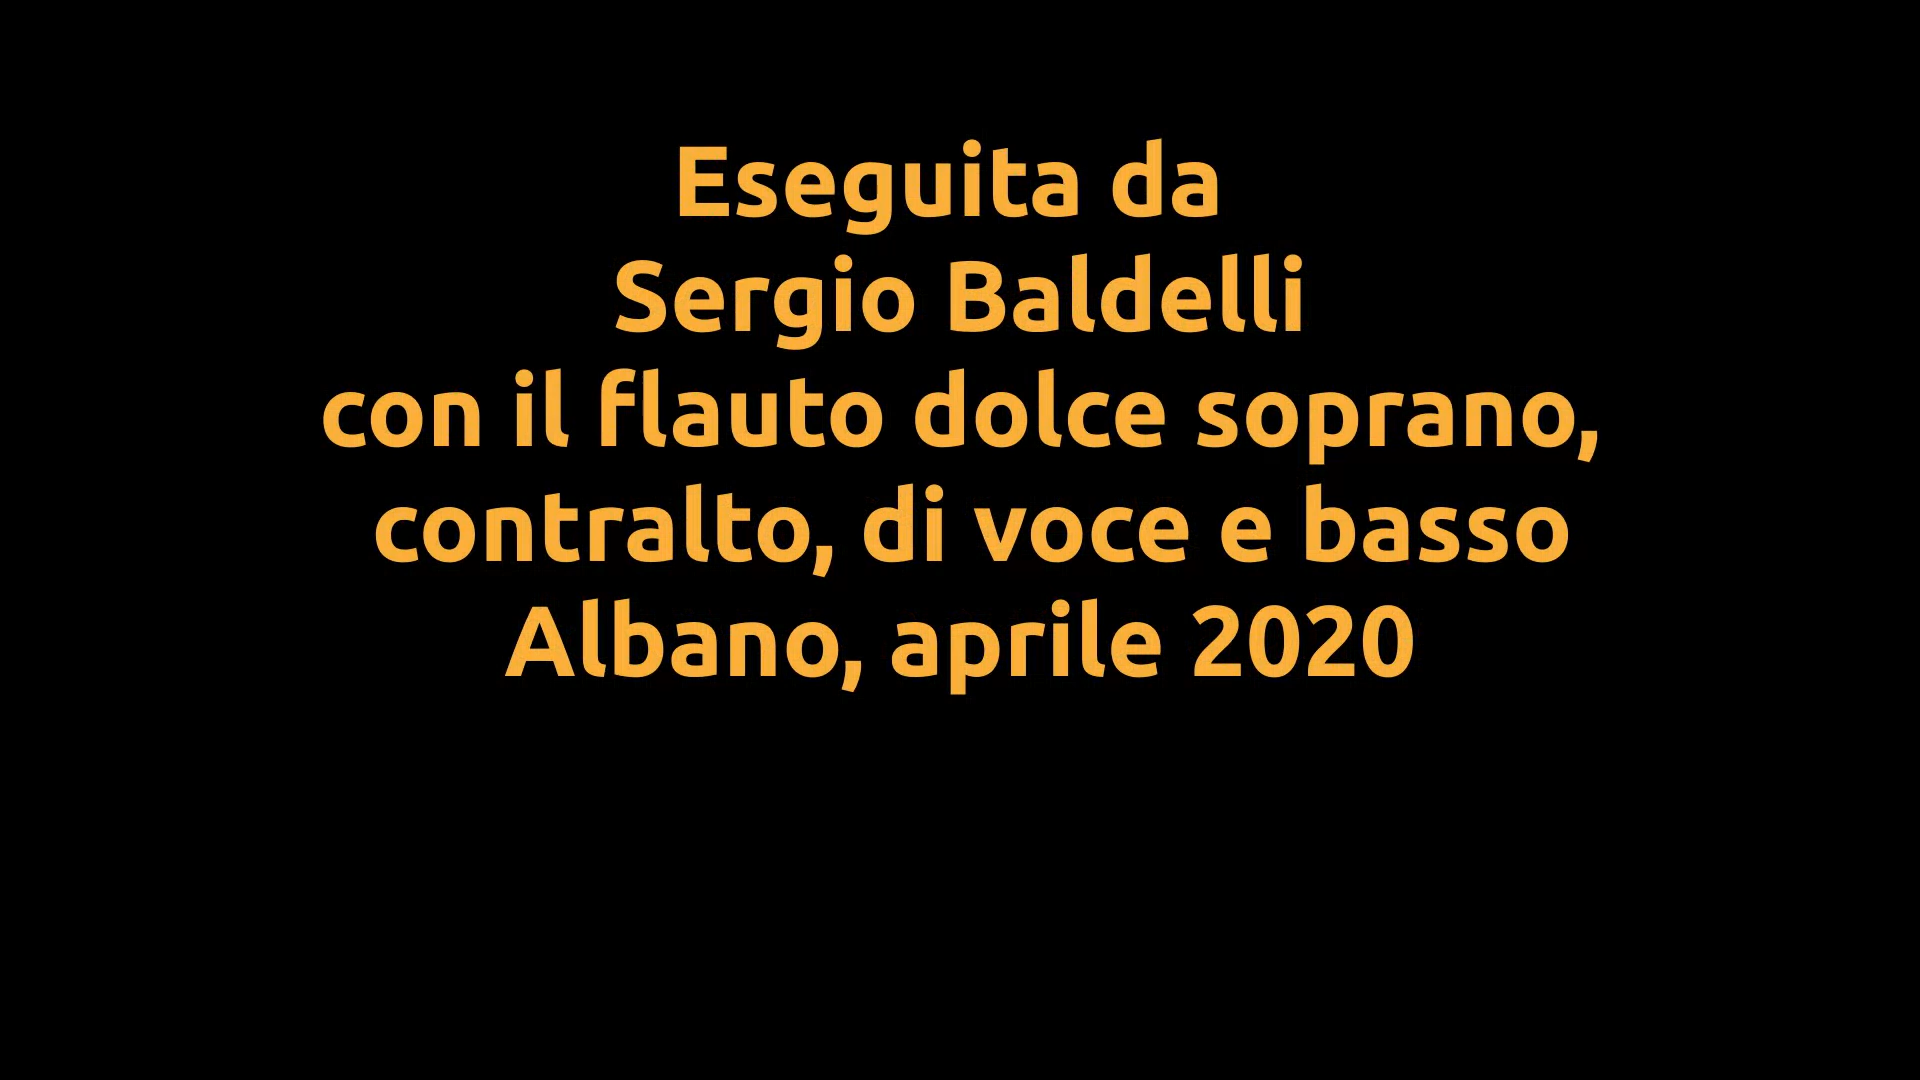 Eseguita da
Sergio Baldelli
con il flauto dolce soprano,
contralto, di voce e basso
Albano, aprile 2020